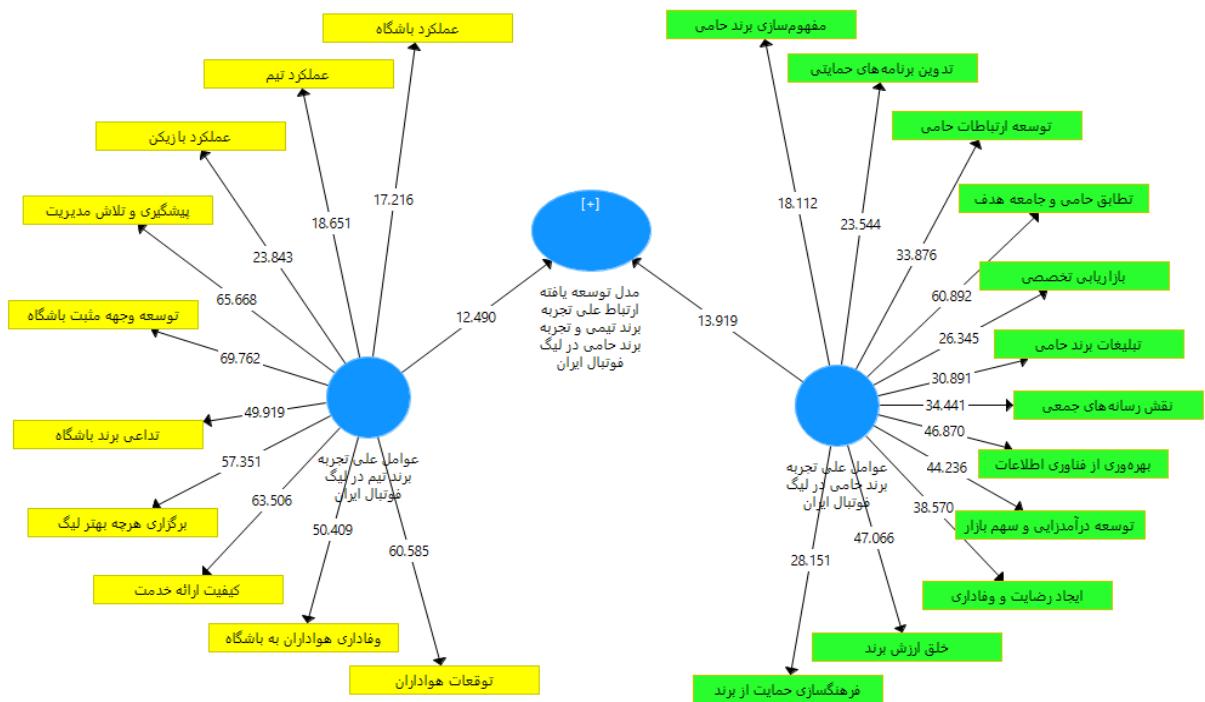 عملکرد باشگاه
عملکرد تیم
عملکرد بازیکن
پیشگیری و تلاش مدیریت
توسعه وجهه مثبت باشگاه
تداعی برند باشگاه
برگزاری هرچه بهتر لیگ
کیفیت ارائه خدمت
وفاداری هواداران به باشگاه
توقعات هواداران
17.216
18.651
23.843
65.668
69.762
49.919
57.351
63.506
50.409
60.585
عوامل علی تجربه
برند تیم در لیگ
فوتبال ایران
12.490
[+]
مدل توسعه یافته
ارتباط علی تجربه
برند تیمی و تجربه
برند حامی در لیگ
فوتبال ایران
13.919
عوامل علی تجربه
برند حامی در لیگ
فوتبال ایران
18.112
23.544
33.876
60.892
26.345
30.891
34.441
46.870
44.236
38.570
47.066
28.151
مفهوم‌سازی برند حامی
تدوین برنامه‌های حمایتی
توسعه ارتباطات حامی
تطابق حامی و جامعه هدف
بازاریابی تخصصی
تبلیغات برند حامی
نقش رسانه‌های جمعی
بهره‌وری از فناوری اطلاعات
توسعه درآمدزایی و سهم بازار
ایجاد رضایت و وفاداری
خلق ارزش برند
فرهنگسازی حمایت از برند